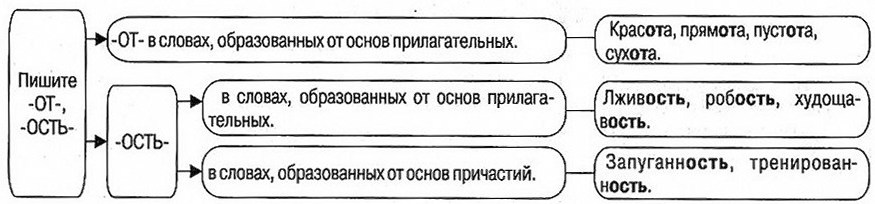 Пишите
-ОТ-,
-ОСТЬ-
-ОТ- в словах, образованных от основ прилагательных.
Красота, прямота, пустота,
сухота.
-ОСТЬ-
в словах, образованных от основ прилага-
тельных.
Лживость, робость, худоща-
вость.
в словах, образованных от основ причастий.
Запуганность, тренирован-
ность.